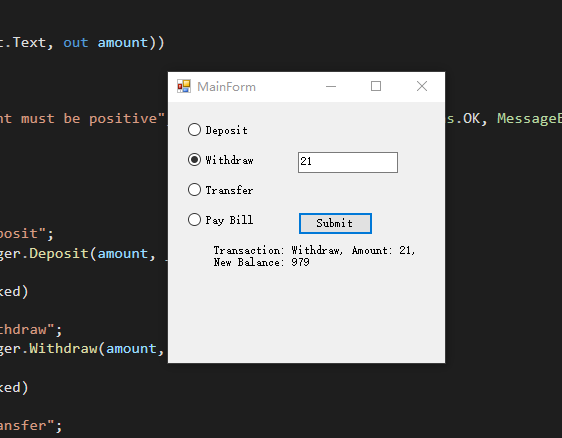 t.Text, out amount))
MainForm
nt must be positive"
s.OK, MessageB
Deposit
Withdraw
21
Transfer
Pay Bill
Submit
posit";
Transaction: Withdraw, Amount: 21,
New Balance: 979
ger.Deposit(amount,
ked)
thdraw";
ger.Withdraw(amount,
ked)
ansfer";